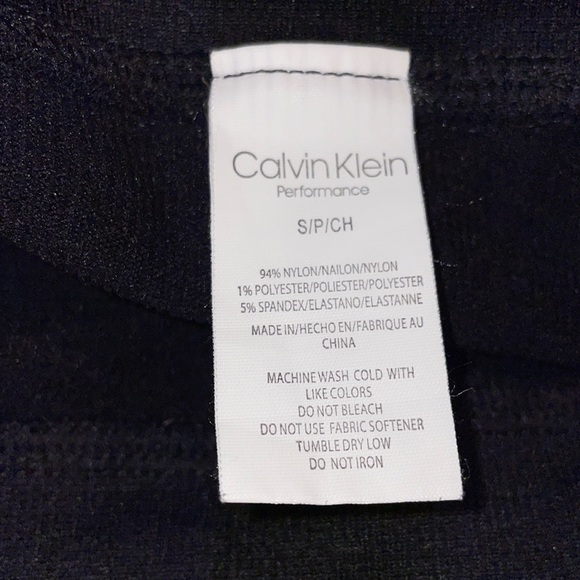 Calvin Klein
Performance
S/P/CH
94% NYLON/NAILON/NYLON
1% POLYESTER/POLIESTER/POLYESTER
5% SPANDEX/ELASTANO/ELASTANNE
MADE IN/HECHO EN/FABRIQUE AU
CHINA
MACHINE WASH COLD WITH
LIKE COLORS
DO NOT BLEACH
DO NOT USE FABRIC SOFTENER
TUMBLE DRY LOW
DO NOT IRON